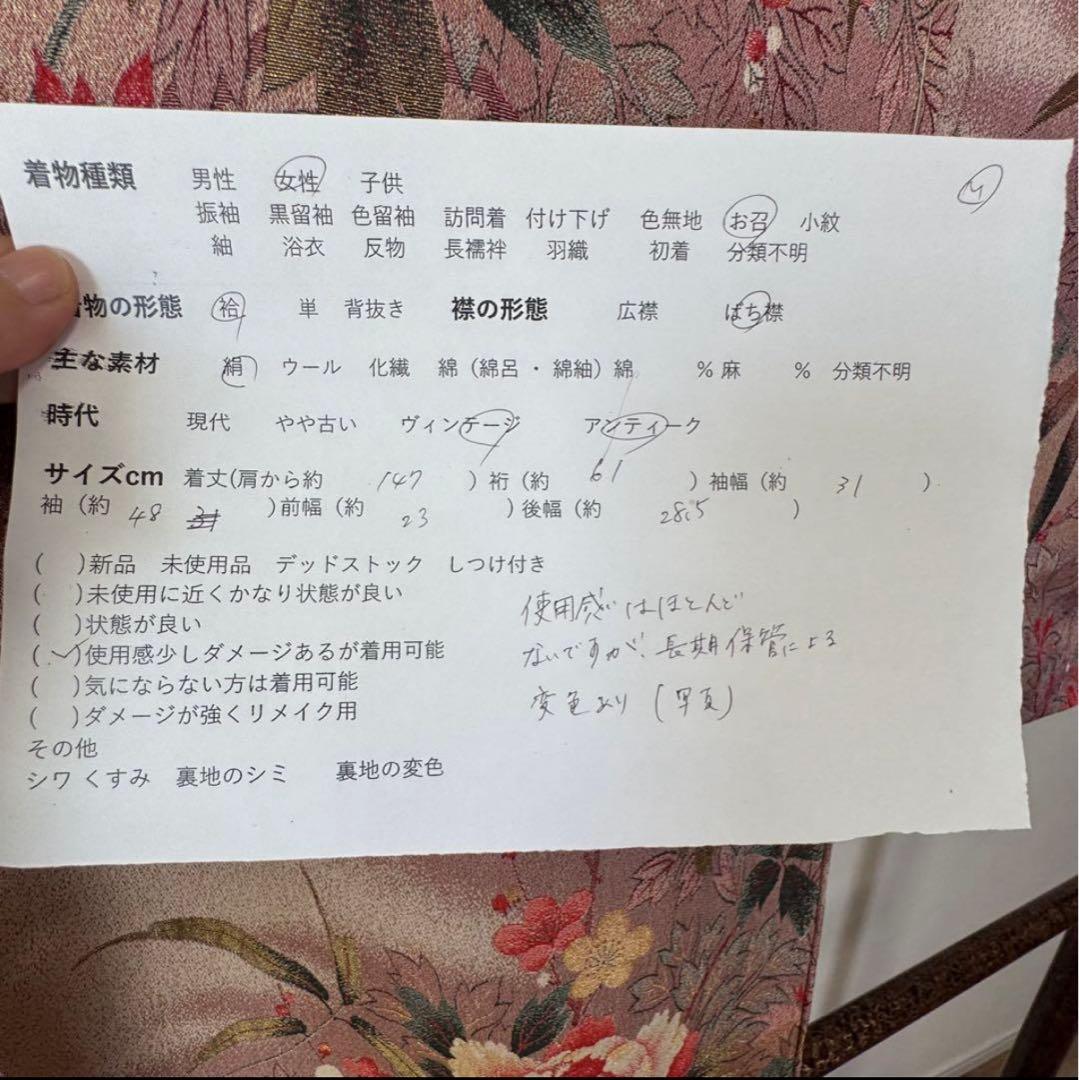 着物種類 男性 女性 子供
振袖 黒留袖 色留袖 訪問着 付け下げ 色無地 お召 小紋
紬 浴衣 反物 長襦袢 羽織 初着 分類不明
物の形態 袷 単 背抜き 襟の形態 広襟 ばち襟
主な素材 絹 ウール 化繊 綿（綿呂・綿紬）綿 %麻 % 分類不明
時代 現代 やや古い ヴィンテージ アンティーク
サイズcm 着丈(肩から約 147 )裄(約 61 )袖幅(約 31 )
袖(約 48 )前幅(約 23 )後幅(約 28.5 )
( )新品 未使用品 デッドストック しつけ付き
( )未使用に近くかなり状態が良い
( )状態が良い
(✓)使用感少しダメージあるが着用可能
( )気にならない方は着用可能
( )ダメージが強くリメイク用
その他
シワ くすみ 裏地のシミ 裏地の変色
使用感はほとんど
ないですが、長期保管による
変色あり(写真)